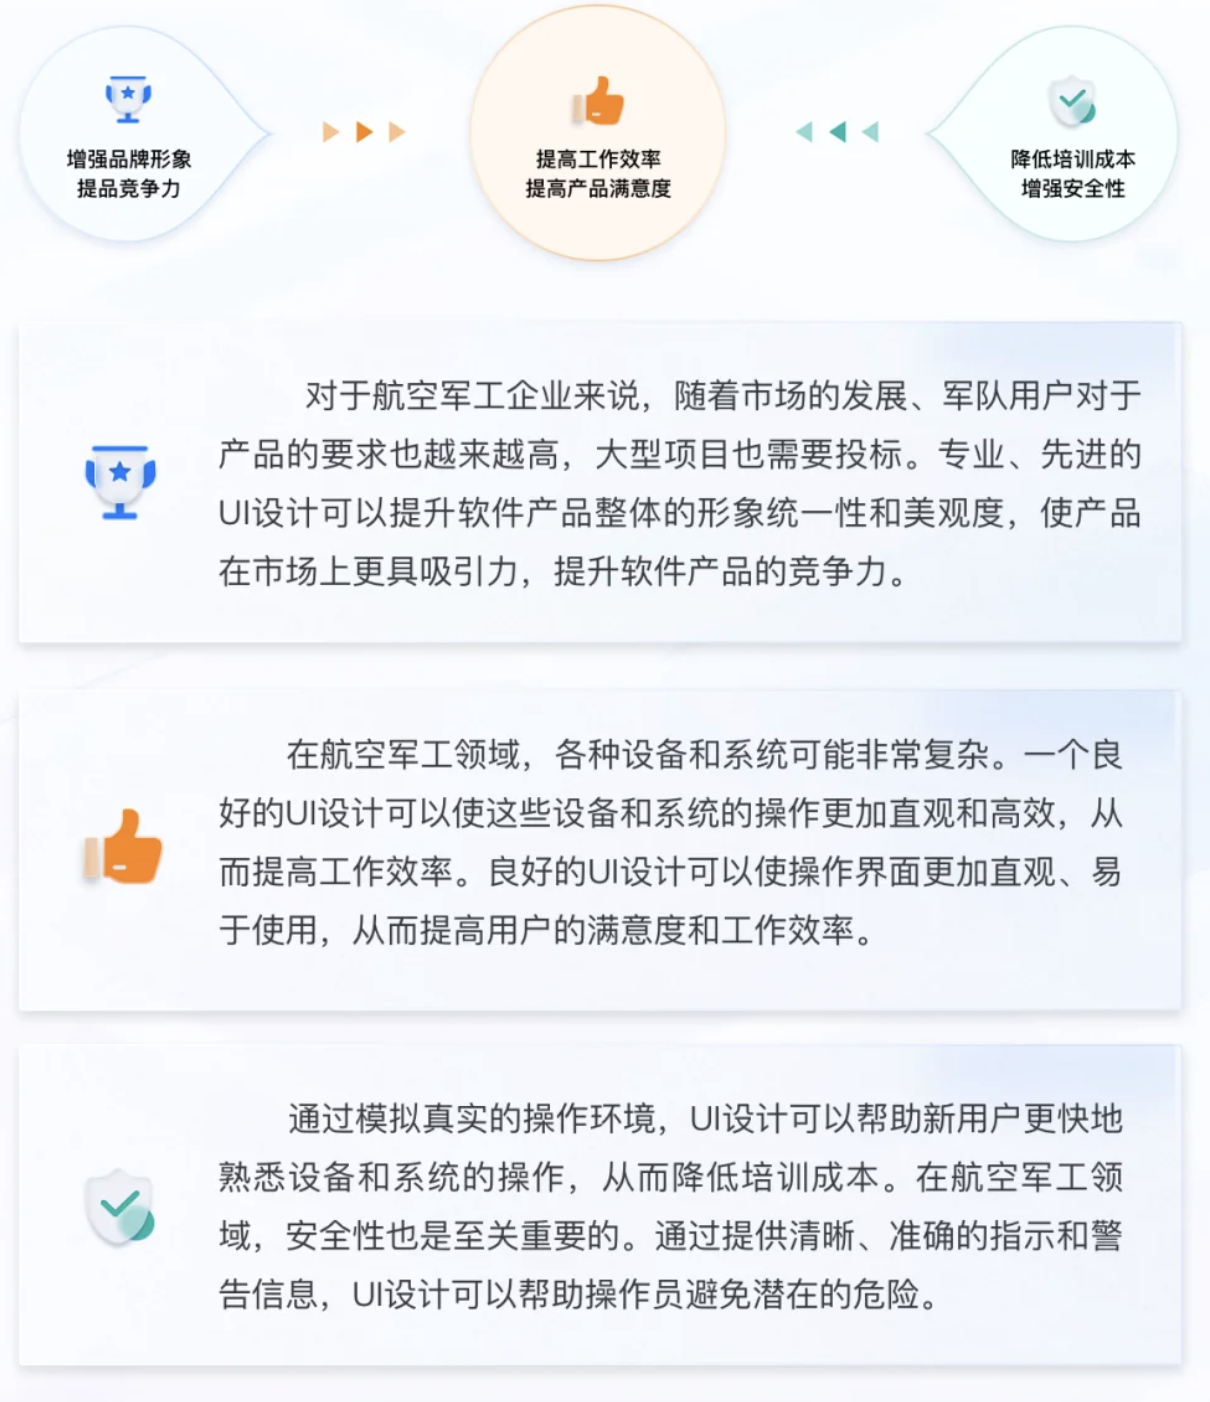 增强品牌形象
提品竞争力
提高工作效率
提高产品满意度
降低培训成本
增强安全性
对于航空军工企业来说，随着市场的发展、军队用户对于
产品的要求也越来越高，大型项目也需要投标。专业、先进的
UI设计可以提升软件产品整体的形象统一性和美观度，使产品
在市场上更具吸引力，提升软件产品的竞争力。
在航空军工领域，各种设备和系统可能非常复杂。一个良
好的UI设计可以使这些设备和系统的操作更加直观和高效，从
而提高工作效率。良好的UI设计可以使操作界面更加直观、易
于使用，从而提高用户的满意度和工作效率。
通过模拟真实的操作环境，UI设计可以帮助新用户更快地
熟悉设备和系统的操作，从而降低培训成本。在航空军工领
域，安全性也是至关重要的。通过提供清晰、准确的指示和警
告信息，UI设计可以帮助操作员避免潜在的危险。